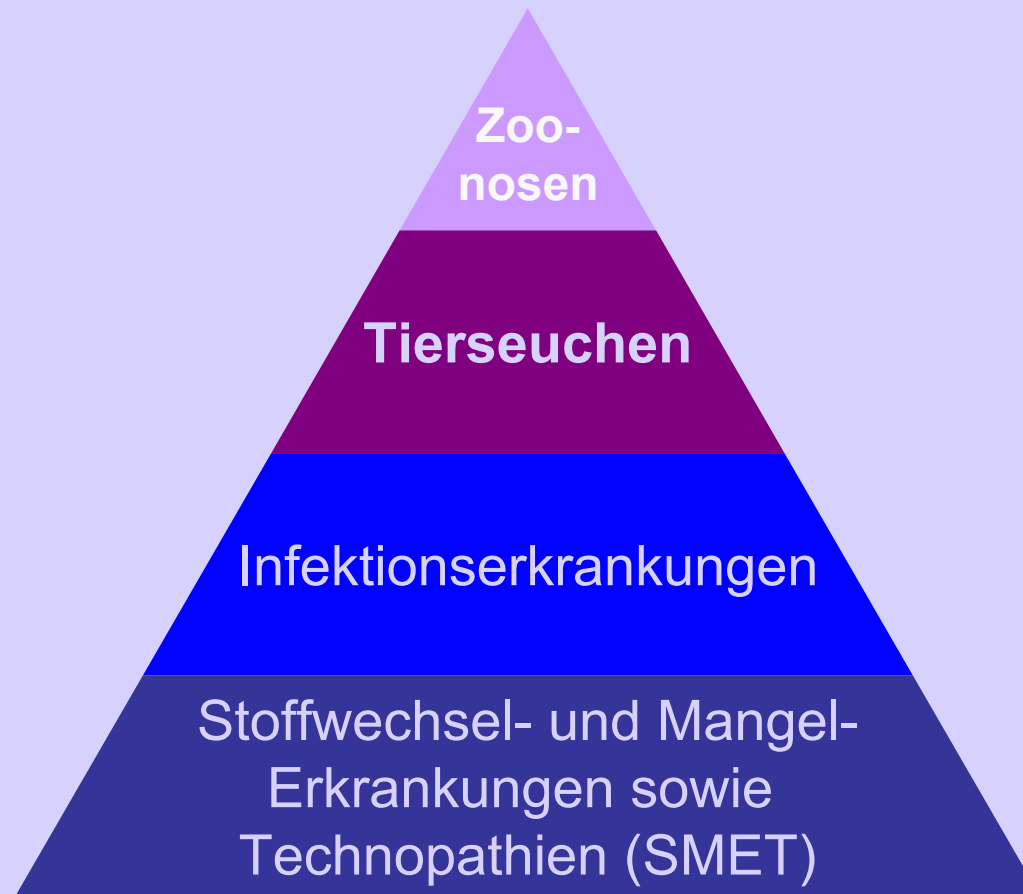 Zoo-
nosen
Tierseuchen
Infektionserkrankungen
Stoffwechsel- und Mangel-
Erkrankungen sowie
Technopathien (SMET)